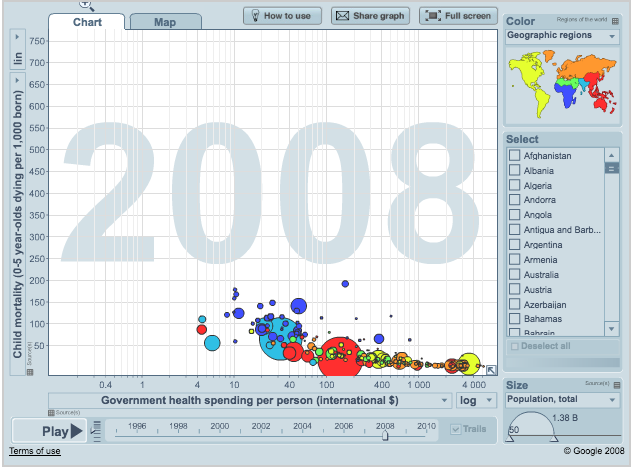 Chart
Map
How to use
Share graph
Full screen
Color
Regions of the world
Geographic regions
lin
Child mortality (0-5 year-olds dying per 1,000 born)
Source(s)
750
700
650
600
550
500
450
400
350
300
250
200
150
100
50
2008
0.4 1 4 10 40 100 400 1 000 4 000
Government health spending per person (international $)
log
Source(s)
Select
Afghanistan
Albania
Algeria
Andorra
Angola
Antigua and Barb...
Argentina
Armenia
Australia
Austria
Azerbaijan
Bahamas
Bahrain
Deselect all
Size
Source(s)
Population, total
1.38 B
50
Play
1996 1998 2000 2002 2004 2006 2008 2010
Trails
Terms of use
© Google 2008